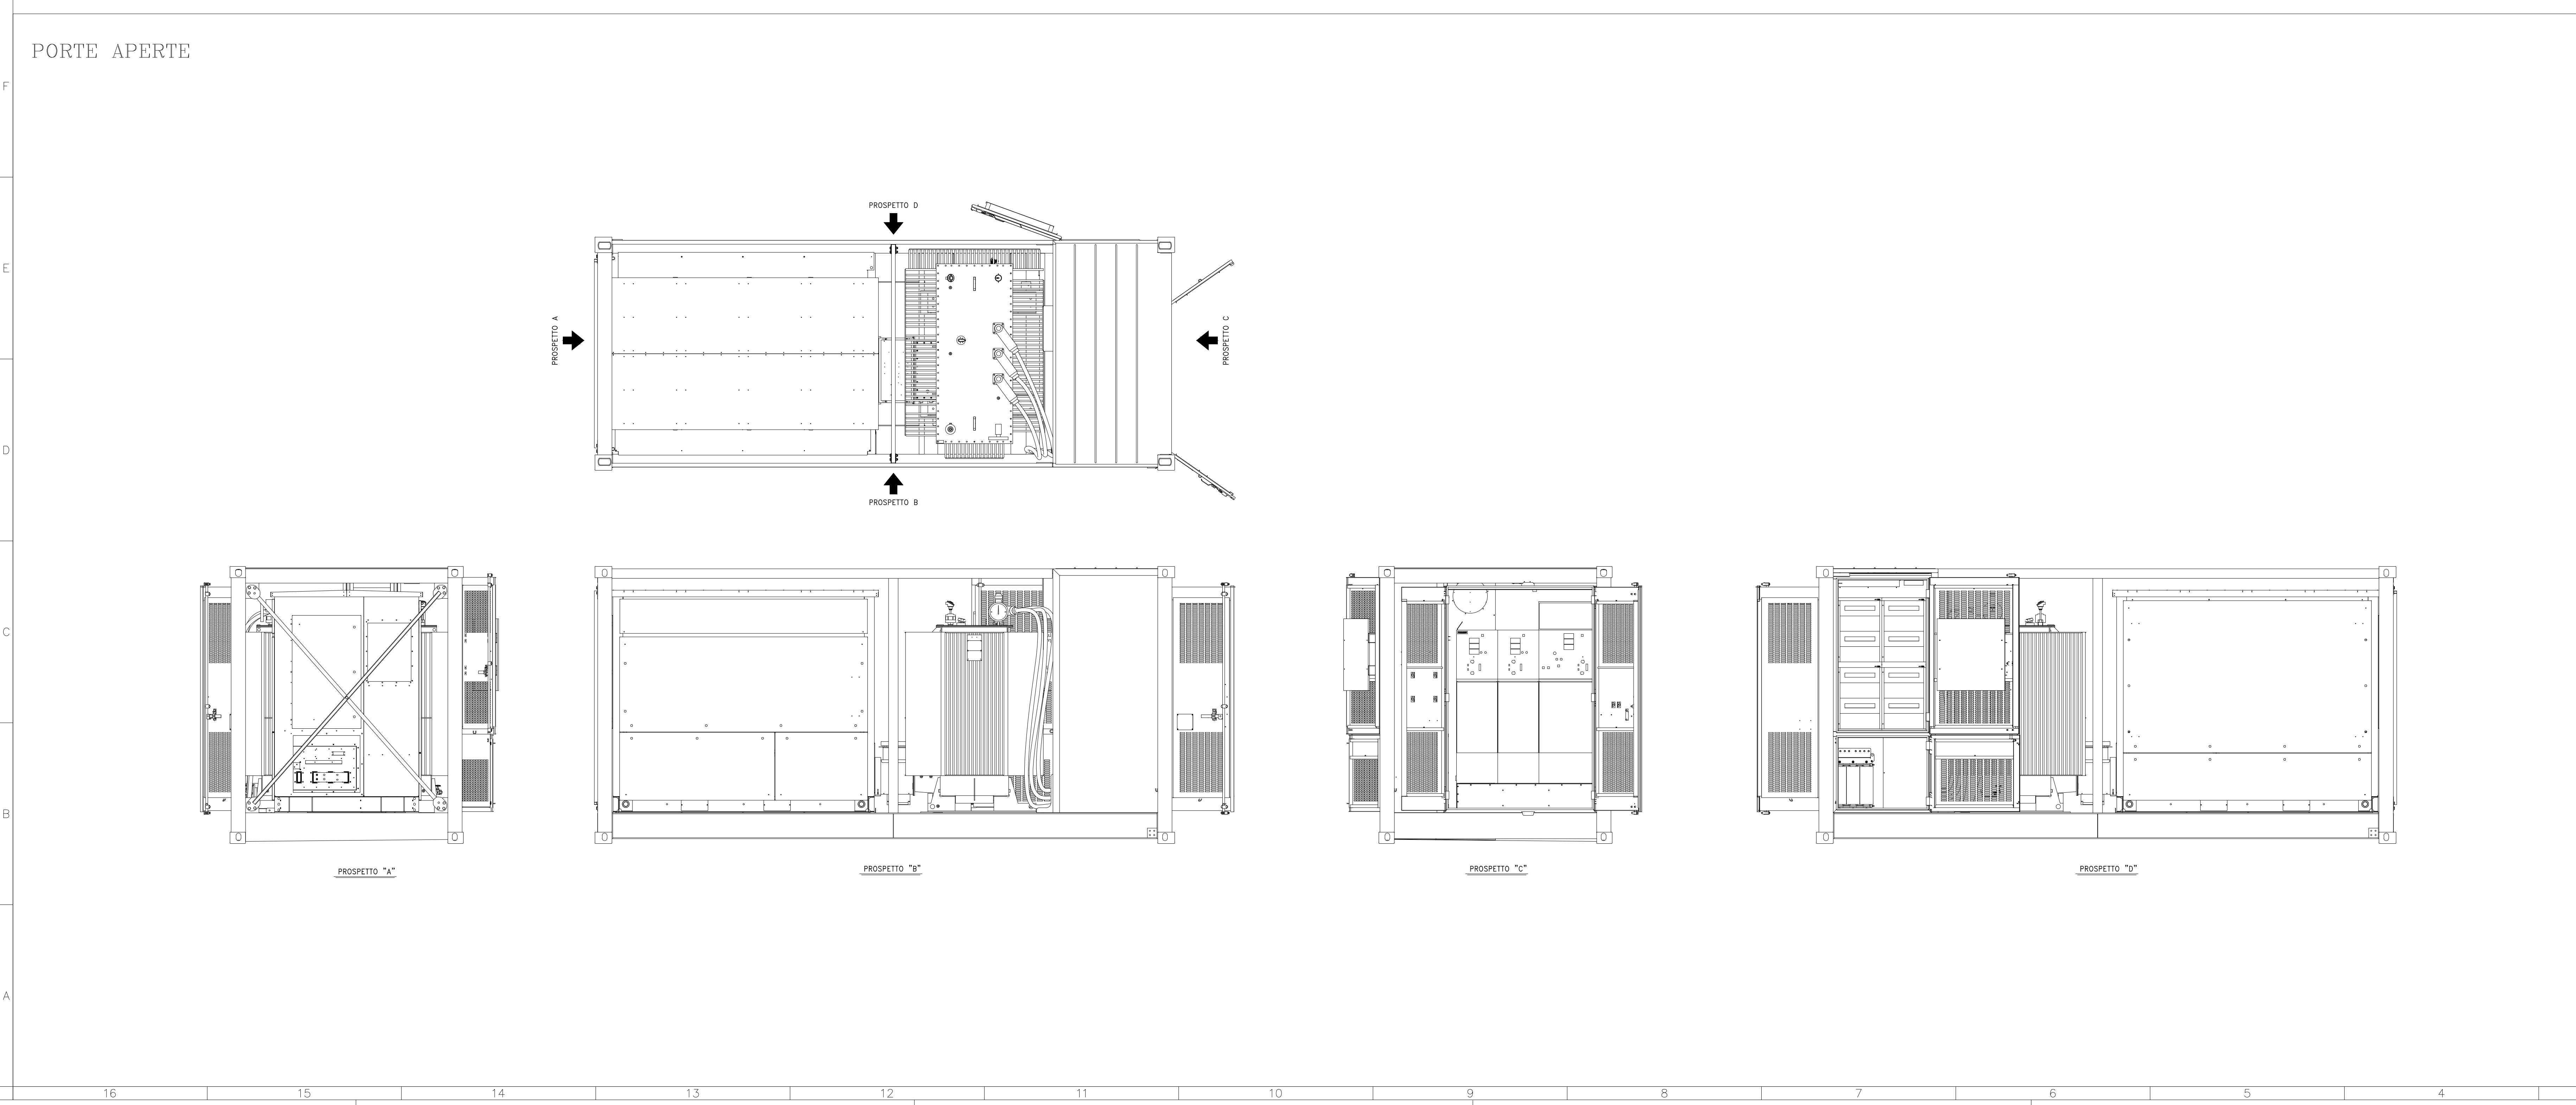 PORTE APERTE
F
PROSPETTO D
E
PROSPETTO A
PROSPETTO C
D
PROSPETTO B
C
B
PROSPETTO "A"
PROSPETTO "B"
PROSPETTO "C"
PROSPETTO "D"
A
16 15 14 13 12 11 10 9 8 7 6 5 4